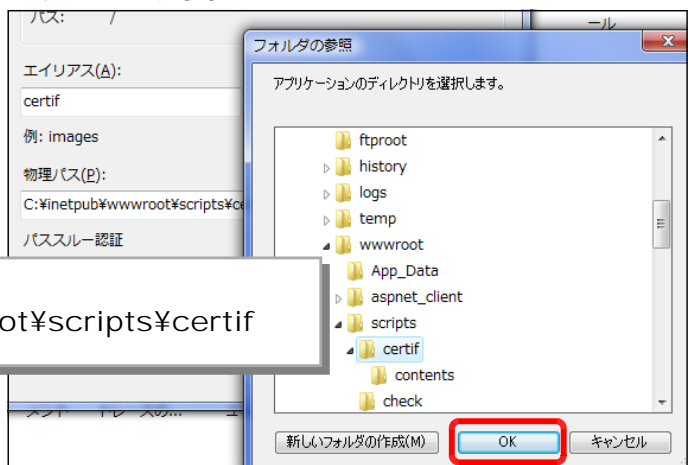 パス: /
ール
エイリアス(A):
certif
例: images
物理パス(P):
C:¥inetpub¥wwwroot¥scripts¥ce
パススルー認証
ot¥scripts¥certif
フォルダの参照
アプリケーションのディレクトリを選択します。
ftproot
history
logs
temp
wwwroot
App_Data
aspnet_client
scripts
certif
contents
check
新しいフォルダの作成(M)
OK
キャンセル